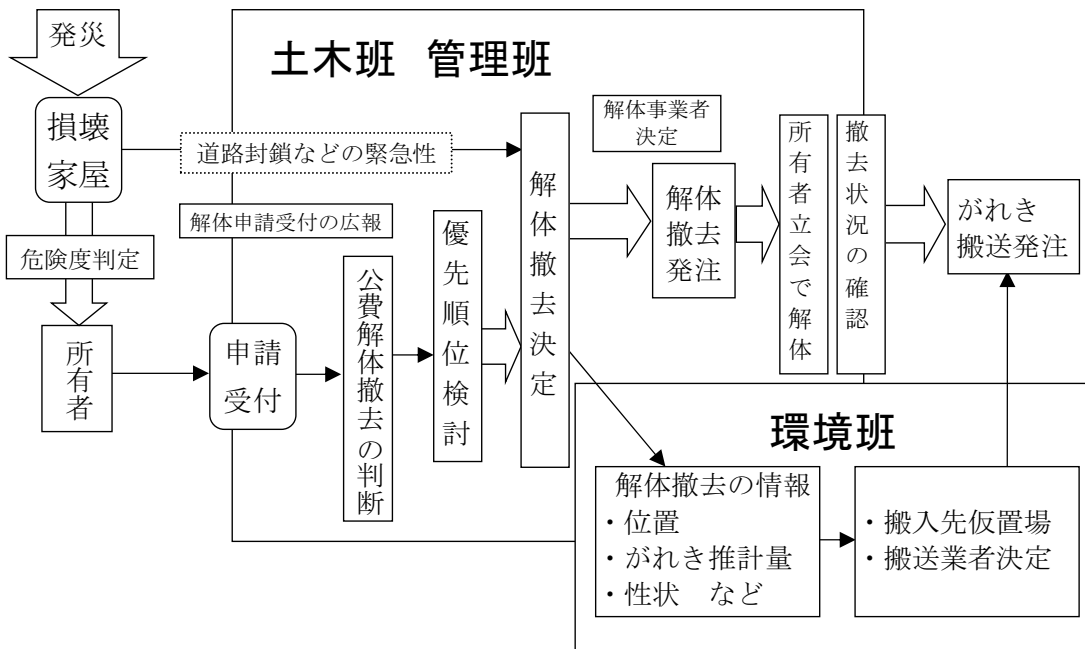 発災
損壊
家屋
危険度判定
所有者
土木班 管理班
道路封鎖などの緊急性
解体申請受付の広報
申請
受付
公費解体撤去の判断
優先順位検討
解体撤去決定
解体事業者
決定
解体
撤去
発注
所有者立会で解体
撤去状況の確認
がれき
搬送発注
環境班
解体撤去の情報
・位置
・がれき推計量
・性状 など
・搬入先仮置場
・搬送業者決定